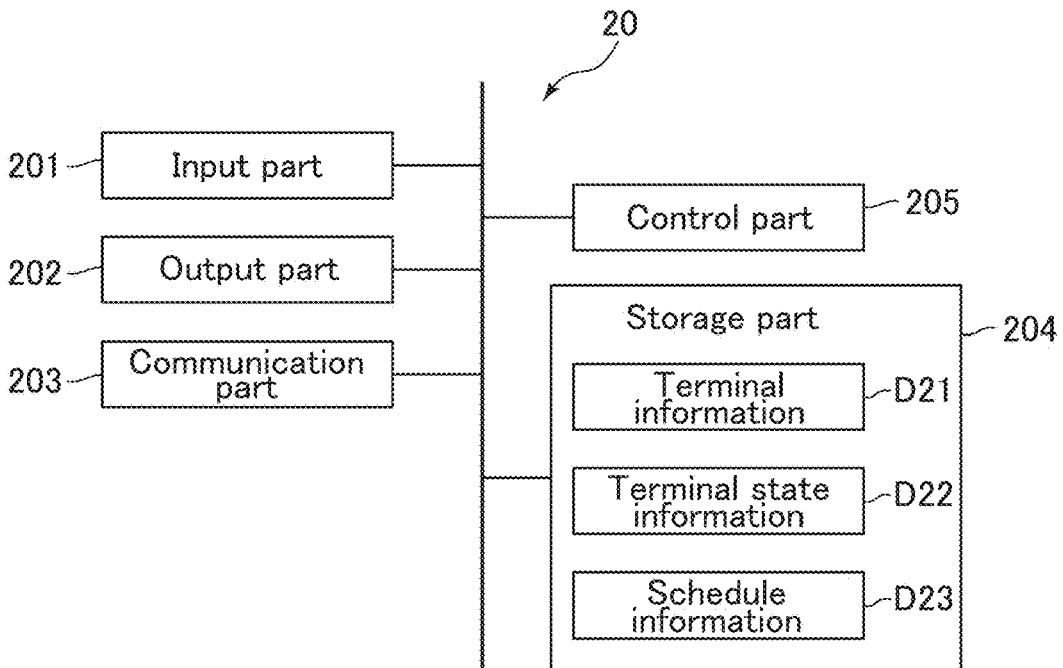 20
201
Input part
202
Output part
203
Communication
part
Control part
205
Storage part
204
Terminal
information
D21
Terminal state
information
D22
Schedule
information
D23